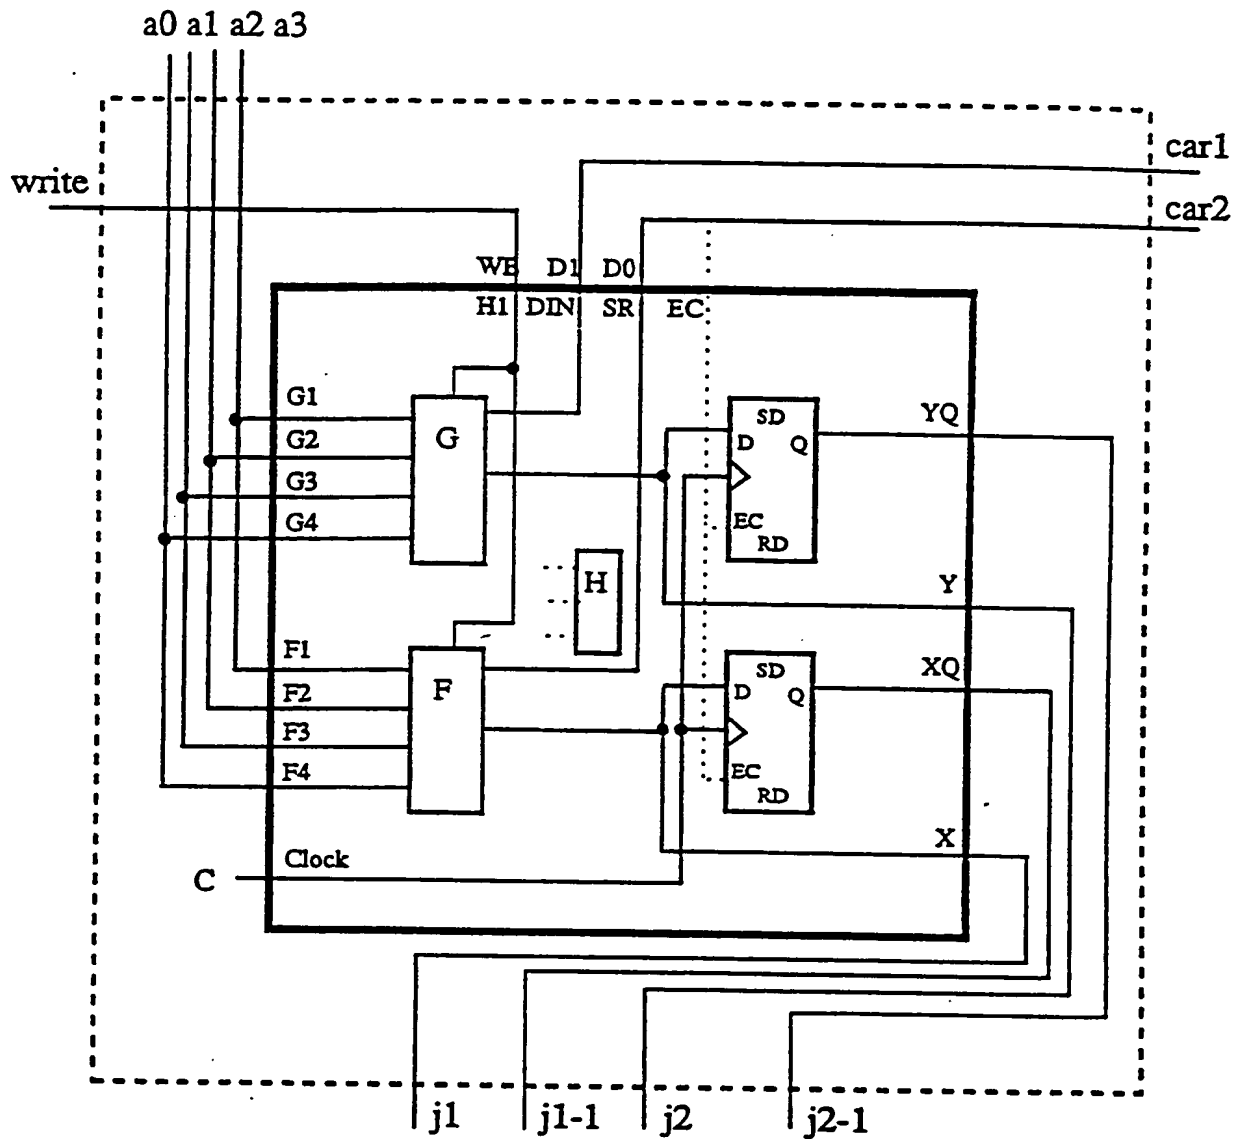 a0 a1 a2 a3
car1
write
car2
WE D1 D0
H1 DIN SR EC
G1
G
G2
G3
G4
SD
D Q
EC
RD
YQ
H
Y
F1
F
F2
F3
F4
SD
D Q
EC
RD
XQ
X
Clock
C
j1 j1-1 j2 j2-1